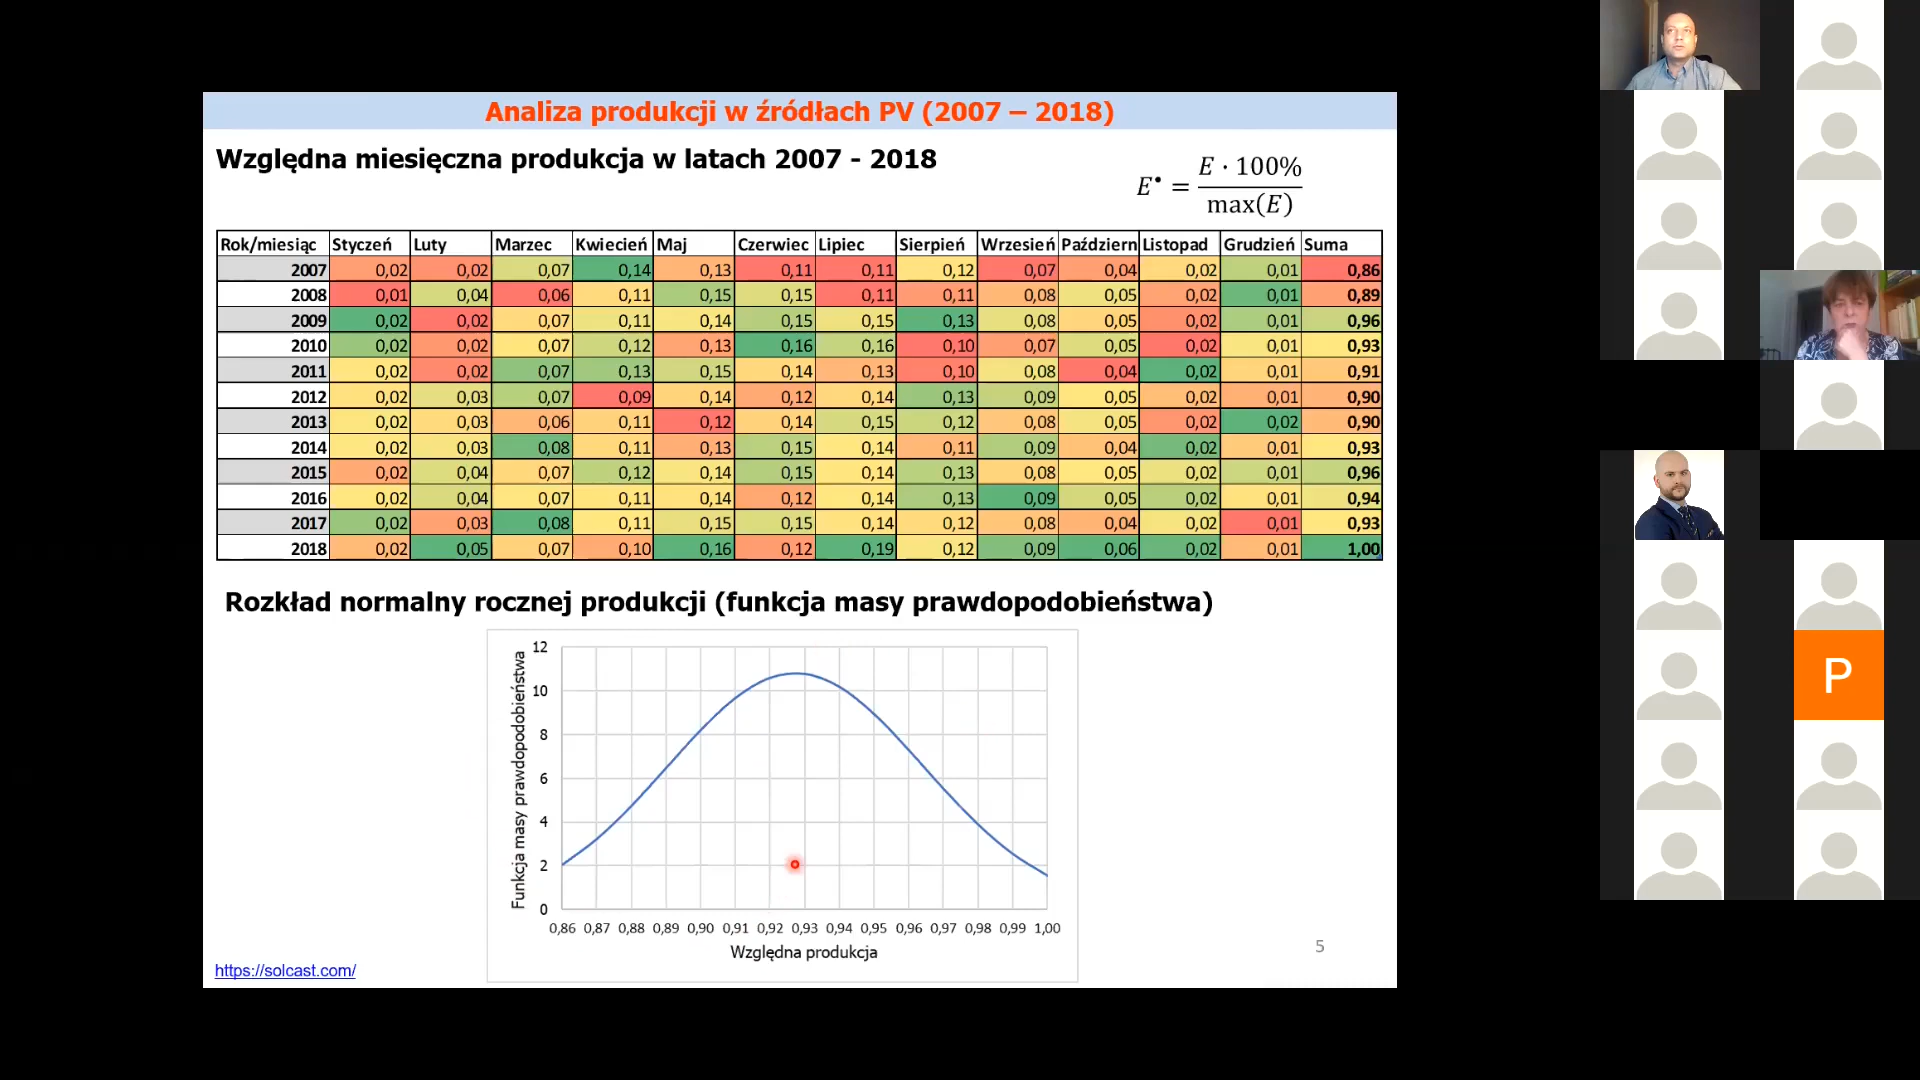 Analiza produkcji w źródłach PV (2007 – 2018)
Względna miesięczna produkcja w latach 2007 - 2018
E• = E · 100% / max(E)
Rok/miesiąc Styczeń Luty Marzec Kwiecień Maj Czerwiec Lipiec Sierpień Wrzesień Październ Listopad Grudzień Suma
2007 0,02 0,02 0,07 0,14 0,13 0,11 0,11 0,12 0,07 0,04 0,02 0,01 0,86
2008 0,01 0,04 0,06 0,11 0,15 0,15 0,11 0,11 0,08 0,05 0,02 0,01 0,89
2009 0,02 0,02 0,07 0,11 0,14 0,15 0,15 0,13 0,08 0,05 0,02 0,01 0,96
2010 0,02 0,02 0,07 0,12 0,13 0,16 0,16 0,10 0,07 0,05 0,02 0,01 0,93
2011 0,02 0,02 0,07 0,13 0,15 0,14 0,13 0,10 0,08 0,04 0,02 0,01 0,91
2012 0,02 0,03 0,07 0,09 0,14 0,12 0,14 0,13 0,09 0,05 0,02 0,01 0,90
2013 0,02 0,03 0,06 0,11 0,12 0,14 0,15 0,12 0,08 0,05 0,02 0,02 0,90
2014 0,02 0,03 0,08 0,11 0,13 0,15 0,14 0,11 0,09 0,04 0,02 0,01 0,93
2015 0,02 0,04 0,07 0,12 0,14 0,15 0,14 0,13 0,08 0,05 0,02 0,01 0,96
2016 0,02 0,04 0,07 0,11 0,14 0,12 0,14 0,13 0,09 0,05 0,02 0,01 0,94
2017 0,02 0,03 0,08 0,11 0,15 0,15 0,14 0,12 0,08 0,04 0,02 0,01 0,93
2018 0,02 0,05 0,07 0,10 0,16 0,12 0,19 0,12 0,09 0,06 0,02 0,01 1,00
Rozkład normalny rocznej produkcji (funkcja masy prawdopodobieństwa)
Funkcja masy prawdopodobieństwa
12
10
8
6
4
2
0
0,86 0,87 0,88 0,89 0,90 0,91 0,92 0,93 0,94 0,95 0,96 0,97 0,98 0,99 1,00
Względna produkcja
5
https://solcast.com/
P